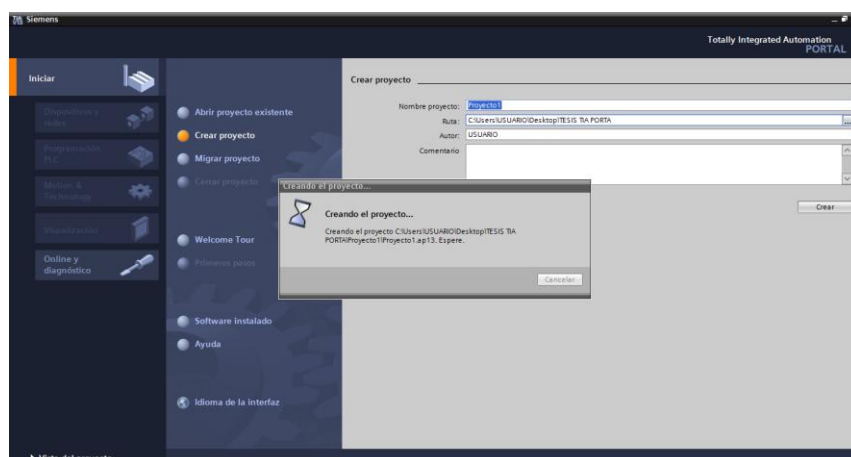 Siemens
Totally Integrated Automation
PORTAL
Iniciar
Dispositivos y
redes
Programación
PLC
Motion &
Technology
Visualización
Online y
diagnóstico
Abrir proyecto existente
Crear proyecto
Migrar proyecto
Cerrar proyecto
Welcome Tour
Primeros pasos
Software instalado
Ayuda
Idioma de la interfaz
Crear proyecto
Nombre proyecto: Proyecto1
Ruta: C:\Users\USUARIO\Desktop\TESIS TIA PORTA
...
Autor: USUARIO
Comentario
Crear
Creando el proyecto...
Creando el proyecto...
Creando el proyecto C:\Users\USUARIO\Desktop\TESIS TIA
PORTA\Proyecto1\Proyecto1.ap13. Espere.
Cancelar
Vista del proyecto